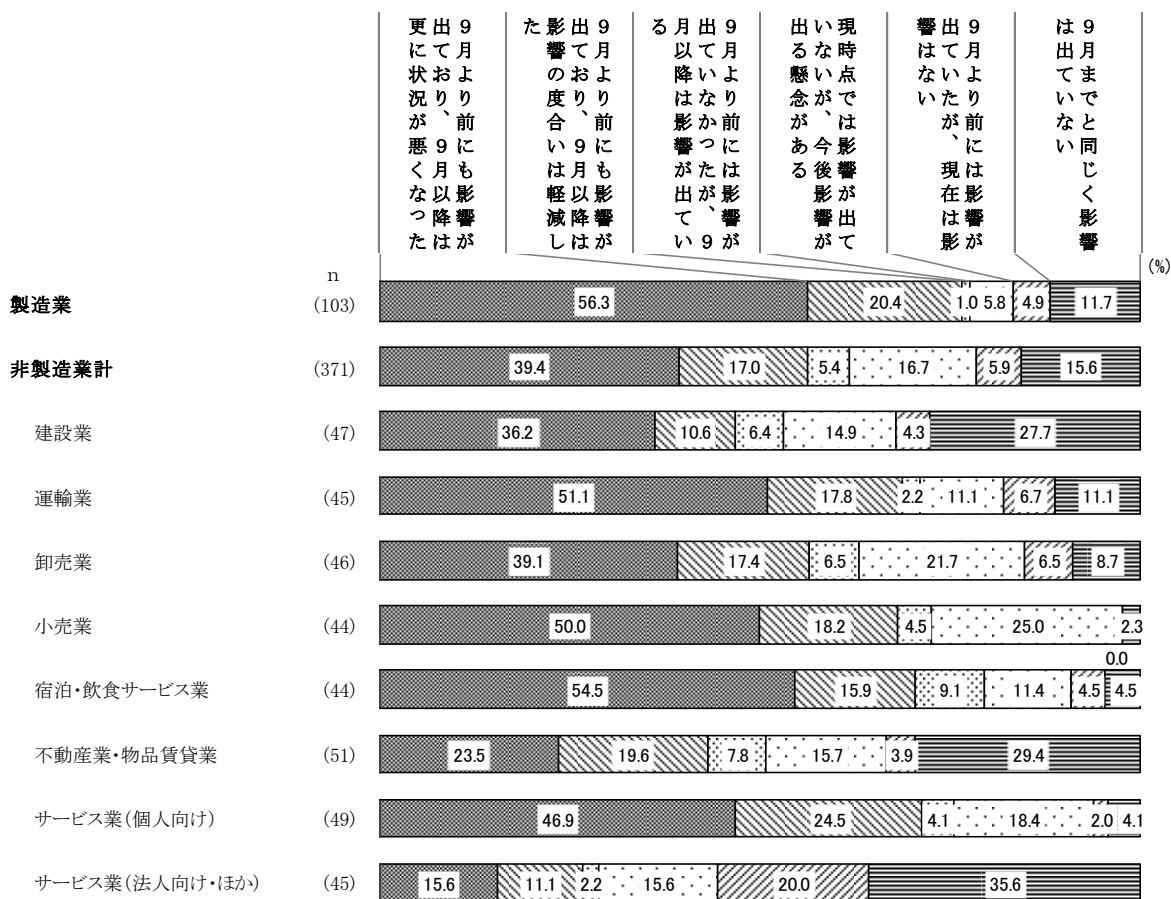 ９月より前にも影響が
出ており、９月以降は
更に状況が悪くなった
９月より前にも影響が
出ており、９月以降は
影響の度合いは軽減し
た
９月より前には影響が
出ていなかったが、９
月以降は影響が出てい
る
現時点では影響が出て
いないが、今後影響が
出る懸念がある
９月より前には影響が
出ていたが、現在は影
響はない
９月までと同じく影響
は出ていない
n
(%)
製造業 (103) 56.3 20.4 1.0 5.8 4.9 11.7
非製造業計 (371) 39.4 17.0 5.4 16.7 5.9 15.6
建設業 (47) 36.2 10.6 6.4 14.9 4.3 27.7
運輸業 (45) 51.1 17.8 2.2 11.1 6.7 11.1
卸売業 (46) 39.1 17.4 6.5 21.7 6.5 8.7
小売業 (44) 50.0 18.2 4.5 25.0 2.3
0.0
宿泊・飲食サービス業 (44) 54.5 15.9 9.1 11.4 4.5 4.5
不動産業・物品賃貸業 (51) 23.5 19.6 7.8 15.7 3.9 29.4
サービス業(個人向け) (49) 46.9 24.5 4.1 18.4 2.0 4.1
サービス業(法人向け・ほか) (45) 15.6 11.1 2.2 15.6 20.0 35.6